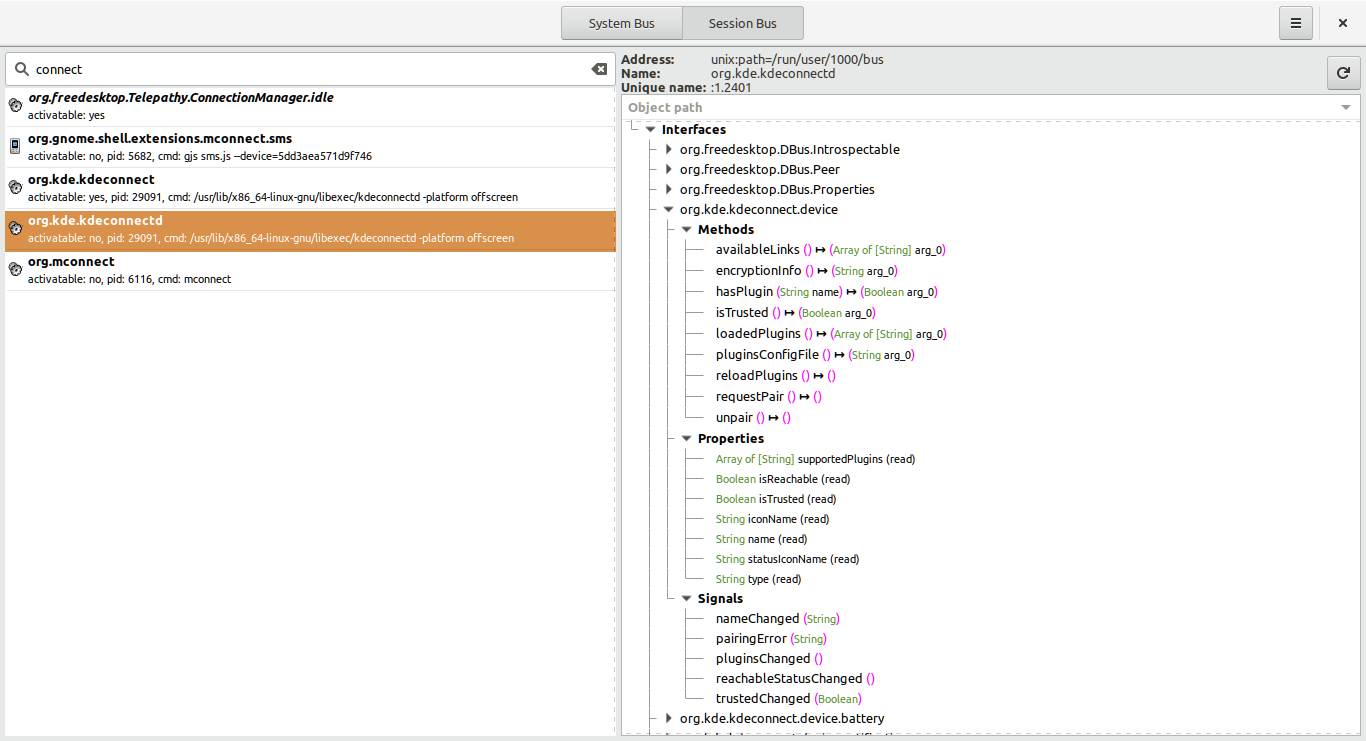 System Bus
Session Bus
connect
org.freedesktop.Telepathy.ConnectionManager.idle
activatable: yes
org.gnome.shell.extensions.mconnect.sms
activatable: no, pid: 5682, cmd: gjs sms.js --device=5dd3aea571d9f746
org.kde.kdeconnect
activatable: yes, pid: 29091, cmd: /usr/lib/x86_64-linux-gnu/libexec/kdeconnectd -platform offscreen
org.kde.kdeconnectd
activatable: no, pid: 29091, cmd: /usr/lib/x86_64-linux-gnu/libexec/kdeconnectd -platform offscreen
org.mconnect
activatable: no, pid: 6116, cmd: mconnect
Address: unix:path=/run/user/1000/bus
Name: org.kde.kdeconnectd
Unique name: :1.2401
Object path
Interfaces
org.freedesktop.DBus.Introspectable
org.freedesktop.DBus.Peer
org.freedesktop.DBus.Properties
org.kde.kdeconnect.device
Methods
availableLinks () ↦ (Array of [String] arg_0)
encryptionInfo () ↦ (String arg_0)
hasPlugin (String name) ↦ (Boolean arg_0)
isTrusted () ↦ (Boolean arg_0)
loadedPlugins () ↦ (Array of [String] arg_0)
pluginsConfigFile () ↦ (String arg_0)
reloadPlugins () ↦ ()
requestPair () ↦ ()
unpair () ↦ ()
Properties
Array of [String] supportedPlugins (read)
Boolean isReachable (read)
Boolean isTrusted (read)
String iconName (read)
String name (read)
String statusIconName (read)
String type (read)
Signals
nameChanged (String)
pairingError (String)
pluginsChanged ()
reachableStatusChanged ()
trustedChanged (Boolean)
org.kde.kdeconnect.device.battery